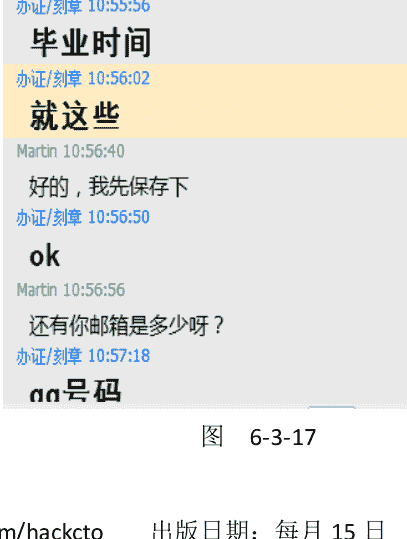 办证/刻章 10:55:56
毕业时间
办证/刻章 10:56:02
就这些
Martin 10:56:40
好的，我先保存下
办证/刻章 10:56:50
ok
Martin 10:56:56
还有你邮箱是多少呀？
办证/刻章 10:57:18
qq号码
图 6-3-17
m/hackcto 出版日期：每月 15 日